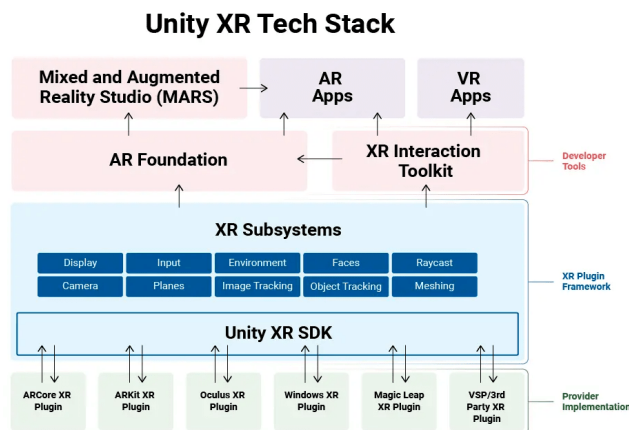 Unity XR Tech Stack
Mixed and Augmented
Reality Studio (MARS)
AR
Apps
VR
Apps
AR Foundation
XR Interaction
Toolkit
Developer
Tools
XR Subsystems
Display
Input
Environment
Faces
Raycast
Camera
Planes
Image Tracking
Object Tracking
Meshing
XR Plugin
Framework
Unity XR SDK
ARCore XR
Plugin
ARKit XR
Plugin
Oculus XR
Plugin
Windows XR
Plugin
Magic Leap
XR Plugin
VSP/3rd
Party XR
Plugin
Provider
Implementation